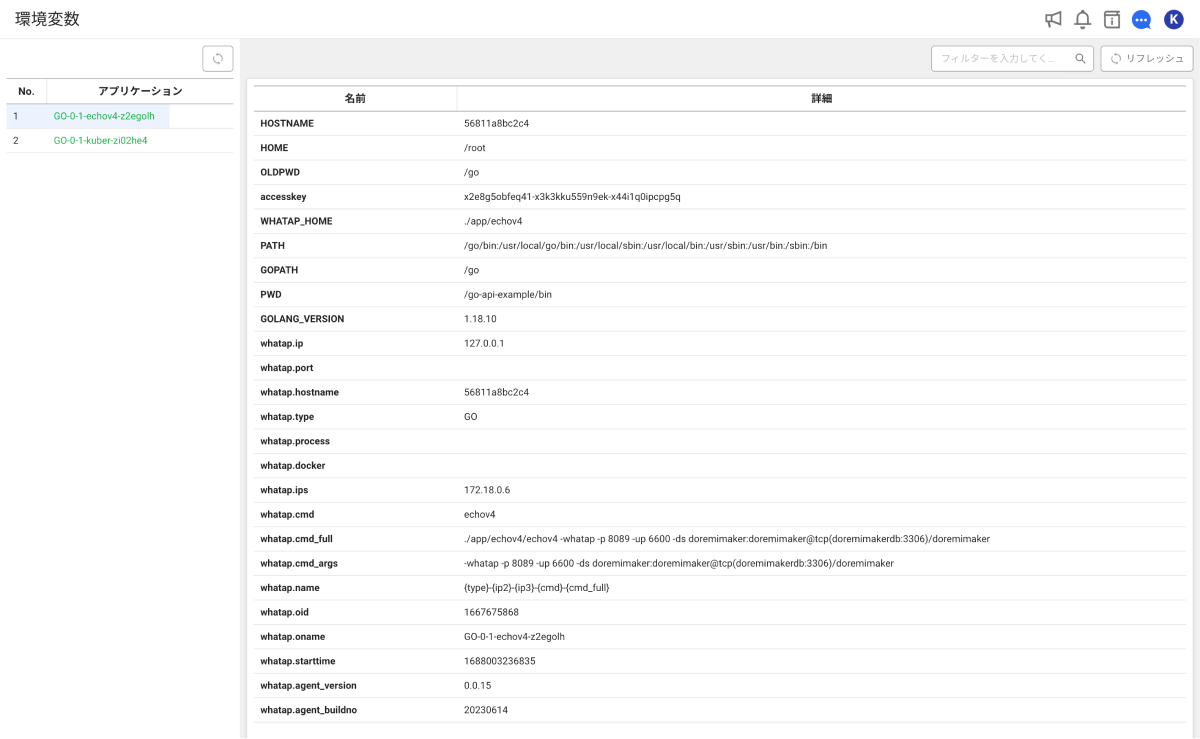 環境変数
K
フィルターを入力してく...
リフレッシュ
No. アプリケーション
1 GO-0-1-echov4-z2egolh
2 GO-0-1-kuber-zi02he4
名前 詳細
HOSTNAME 56811a8bc2c4
HOME /root
OLDPWD /go
accesskey x2e8g5obfeq41-x3k3kku559n9ek-x44i1q0ipcpg5q
WHATAP_HOME ./app/echov4
PATH /go/bin:/usr/local/go/bin:/usr/local/sbin:/usr/local/bin:/usr/sbin:/usr/bin:/sbin:/bin
GOPATH /go
PWD /go-api-example/bin
GOLANG_VERSION 1.18.10
whatap.ip 127.0.0.1
whatap.port
whatap.hostname 56811a8bc2c4
whatap.type GO
whatap.process
whatap.docker
whatap.ips 172.18.0.6
whatap.cmd echov4
whatap.cmd_full ./app/echov4/echov4 -whatap -p 8089 -up 6600 -ds doremimaker:doremimaker@tcp(doremimakerdb:3306)/doremimaker
whatap.cmd_args -whatap -p 8089 -up 6600 -ds doremimaker:doremimaker@tcp(doremimakerdb:3306)/doremimaker
whatap.name {type}-{ip2}-{ip3}-{cmd}-{cmd_full}
whatap.oid 1667675868
whatap.oname GO-0-1-echov4-z2egolh
whatap.starttime 1688003236835
whatap.agent_version 0.0.15
whatap.agent_buildno 20230614